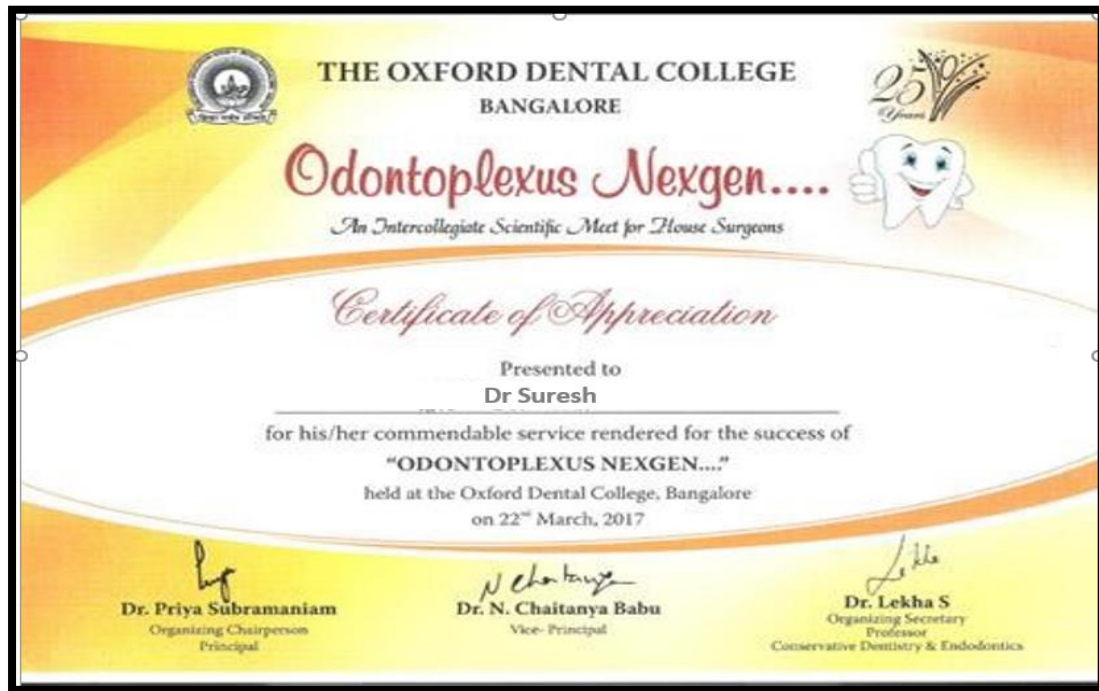 THE OXFORD DENTAL COLLEGE
BANGALORE
25
Years
Odontoplexus Nexgen....
An Intercollegiate Scientific Meet for House Surgeons
Certificate of Appreciation
Presented to
Dr Suresh
for his/her commendable service rendered for the success of
"ODONTOPLEXUS NEXGEN...."
held at the Oxford Dental College, Bangalore
on 22nd March, 2017
N Chaitanya
Lekha
Dr. Priya Subramaniam
Organizing Chairperson
Principal
Dr. N. Chaitanya Babu
Vice- Principal
Dr. Lekha S
Organizing Secretary
Professor
Conservative Dentistry & Endodontics